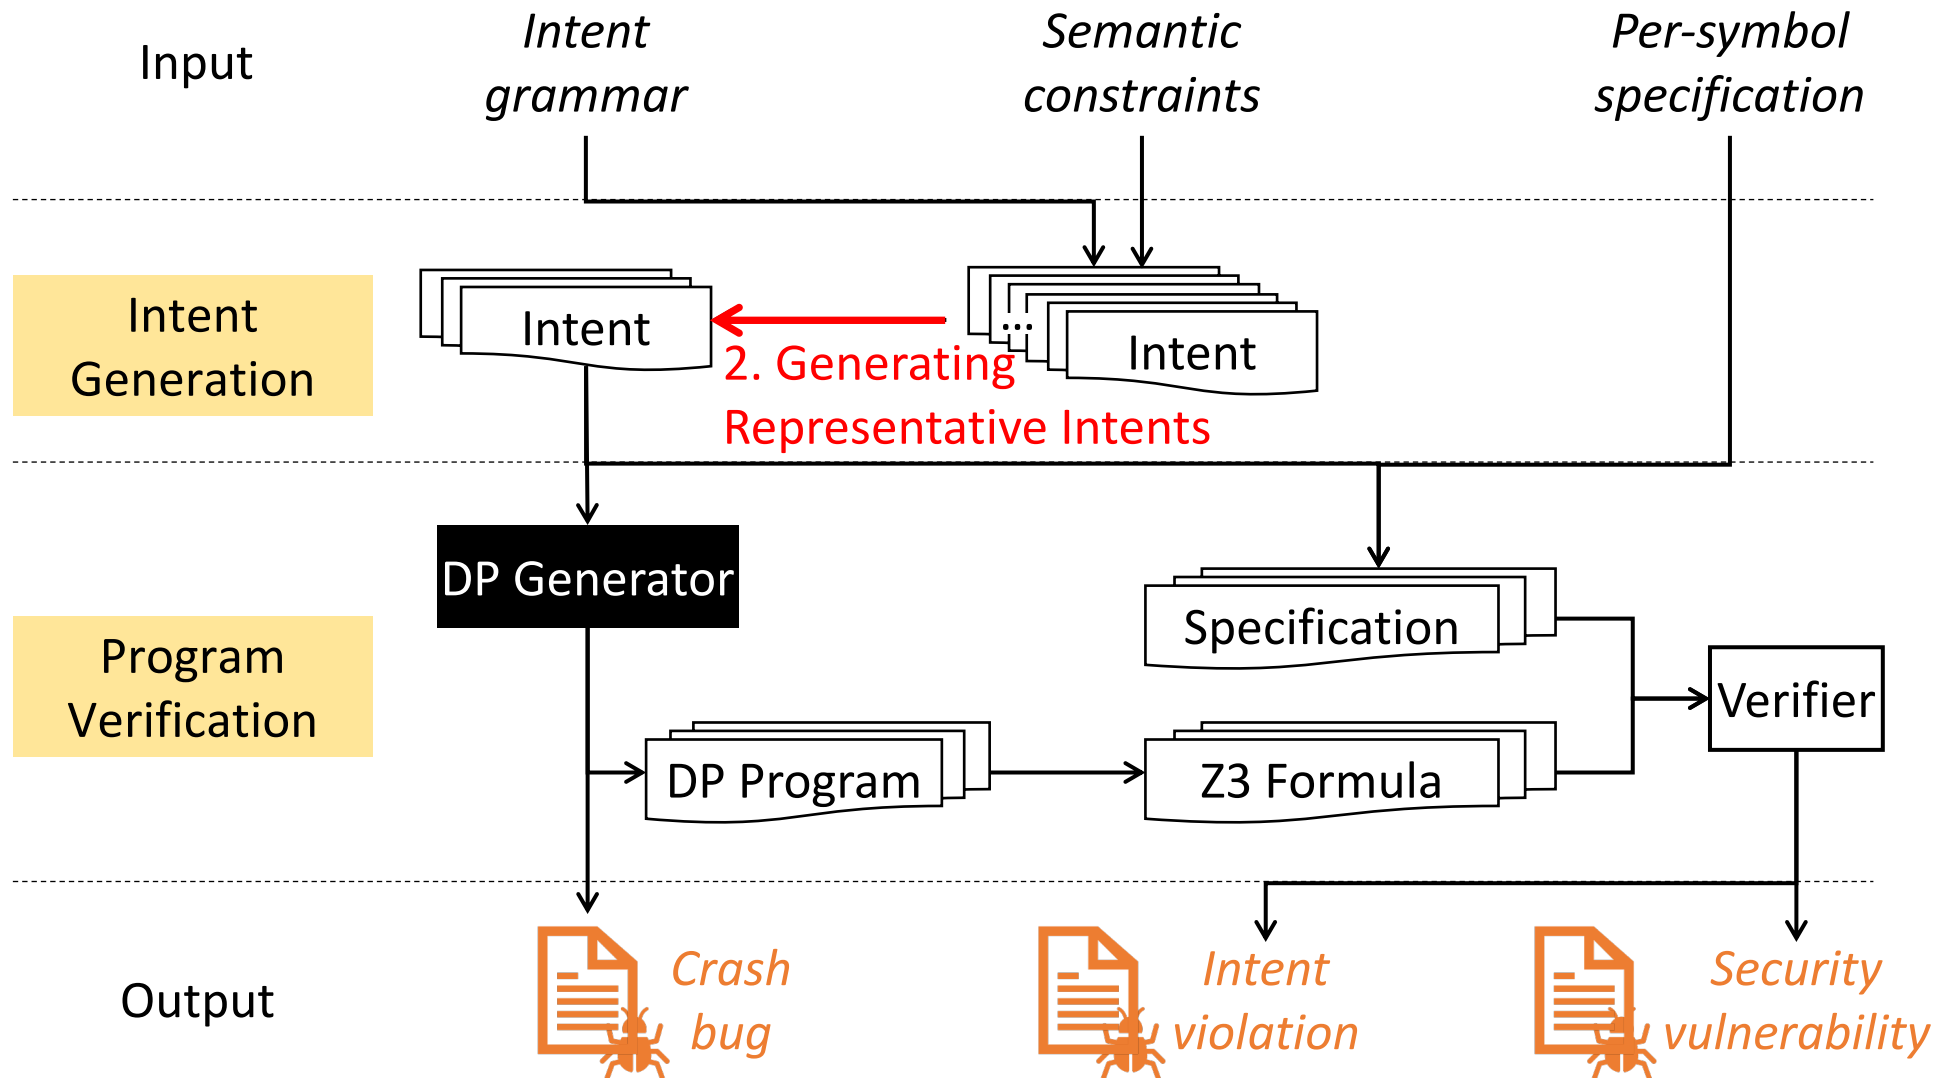 Input
Intent
grammar
Semantic
constraints
Per-symbol
specification
Intent
Generation
Intent
...
Intent
2. Generating
Representative Intents
DP Generator
Program
Verification
Specification
Verifier
DP Program
Z3 Formula
Output
Crash
bug
Intent
violation
Security
vulnerability